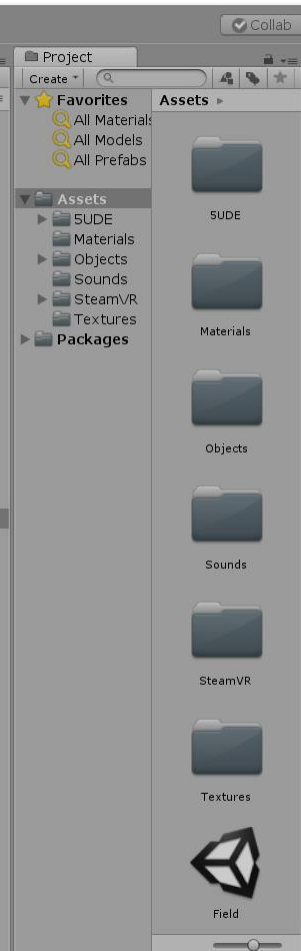 Collab
Project
Create
Favorites
All Materials
All Models
All Prefabs
Assets
5UDE
Materials
Objects
Sounds
SteamVR
Textures
Packages
Assets
5UDE
Materials
Objects
Sounds
SteamVR
Textures
Field